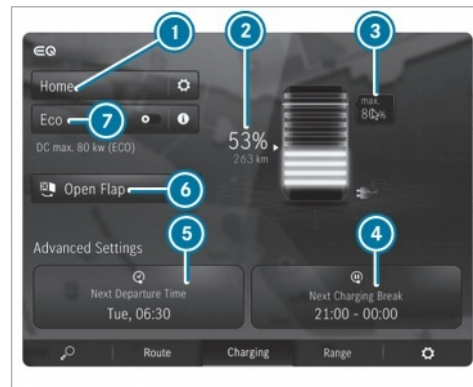 1
2
3
EQ
Home
Eco
7
DC max. 80 kw (ECO)
53%
263 km
max.
80%
Open Flap
6
Advanced Settings
5
4
Next Departure Time
Tue, 06:30
Next Charging Break
21:00 - 00:00
Route
Charging
Range